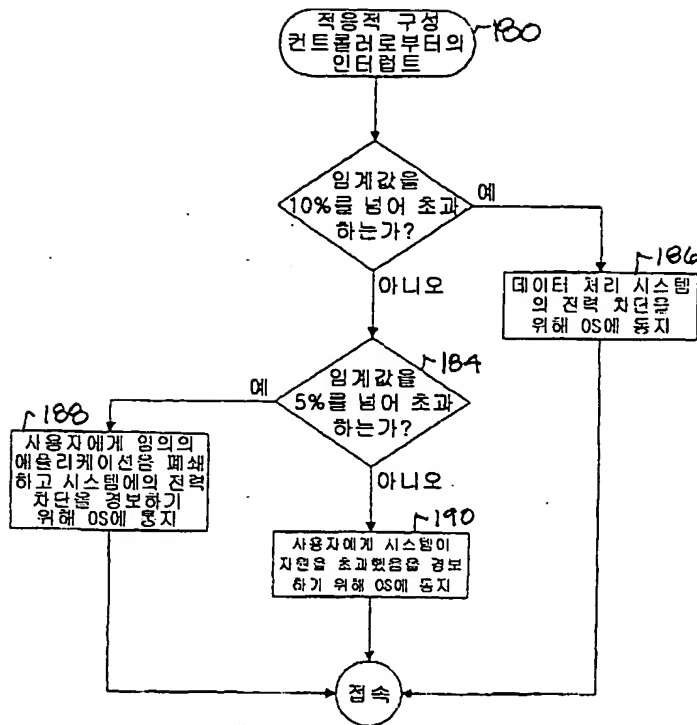 적응적 구성
컨트롤러로부터의
인터럽트
180
임계값을
10%를 넘어 초과
하는가?
예
186
데이터 처리 시스템
의 전력 차단을
위해 OS에 통지
아니오
184
임계값을
5%를 넘어 초과
하는가?
예
188
사용자에게 임의의
애플리케이션을 폐쇄
하고 시스템에의 전력
차단을 경보하기
위해 OS에 통지
아니오
190
사용자에게 시스템이
자원을 초과했음을 경보
하기 위해 OS에 통지
접속